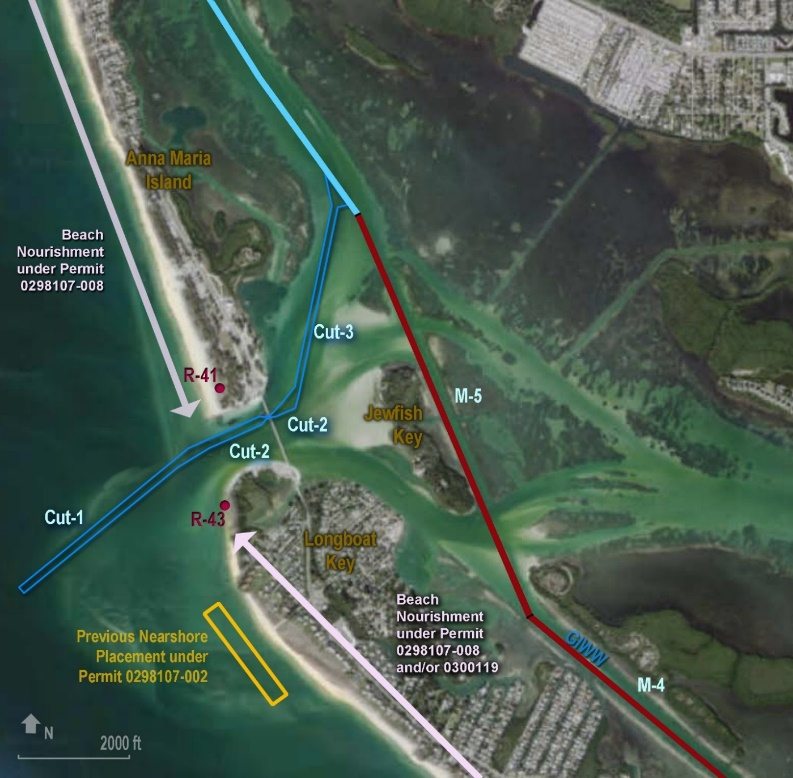 Anna Maria
Island
Beach
Nourishment
under Permit
0298107-008
Cut-3
R-41
M-5
Jewfish
Key
Cut-2
Cut-2
Cut-1
R-43
Longboat
Key
Beach
Nourishment
under Permit
0298107-008
and/or 0300119
Previous Nearshore
Placement under
Permit 0298107-002
GIWW
M-4
N
2000 ft